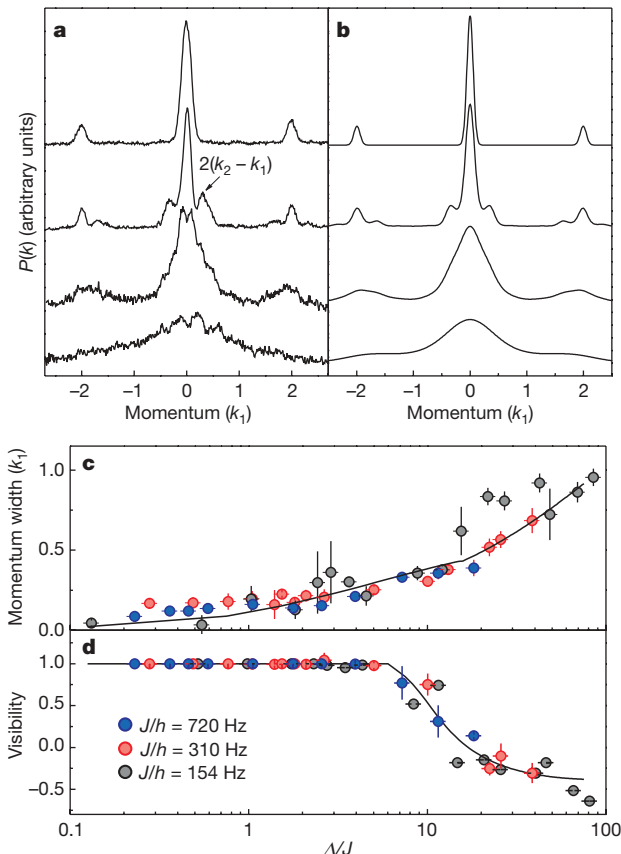 a
b
2(k₂ − k₁)
P(k) (arbitrary units)
−2 −1 0 1 2
−2 −1 0 1 2
Momentum (k₁)
Momentum (k₁)
c
Momentum width (k₁)
1.0
0.5
0.0
d
Visibility
1.0
0.5
0.0
−0.5
J/h = 720 Hz
J/h = 310 Hz
J/h = 154 Hz
0.1 1 10 100
Δ/J